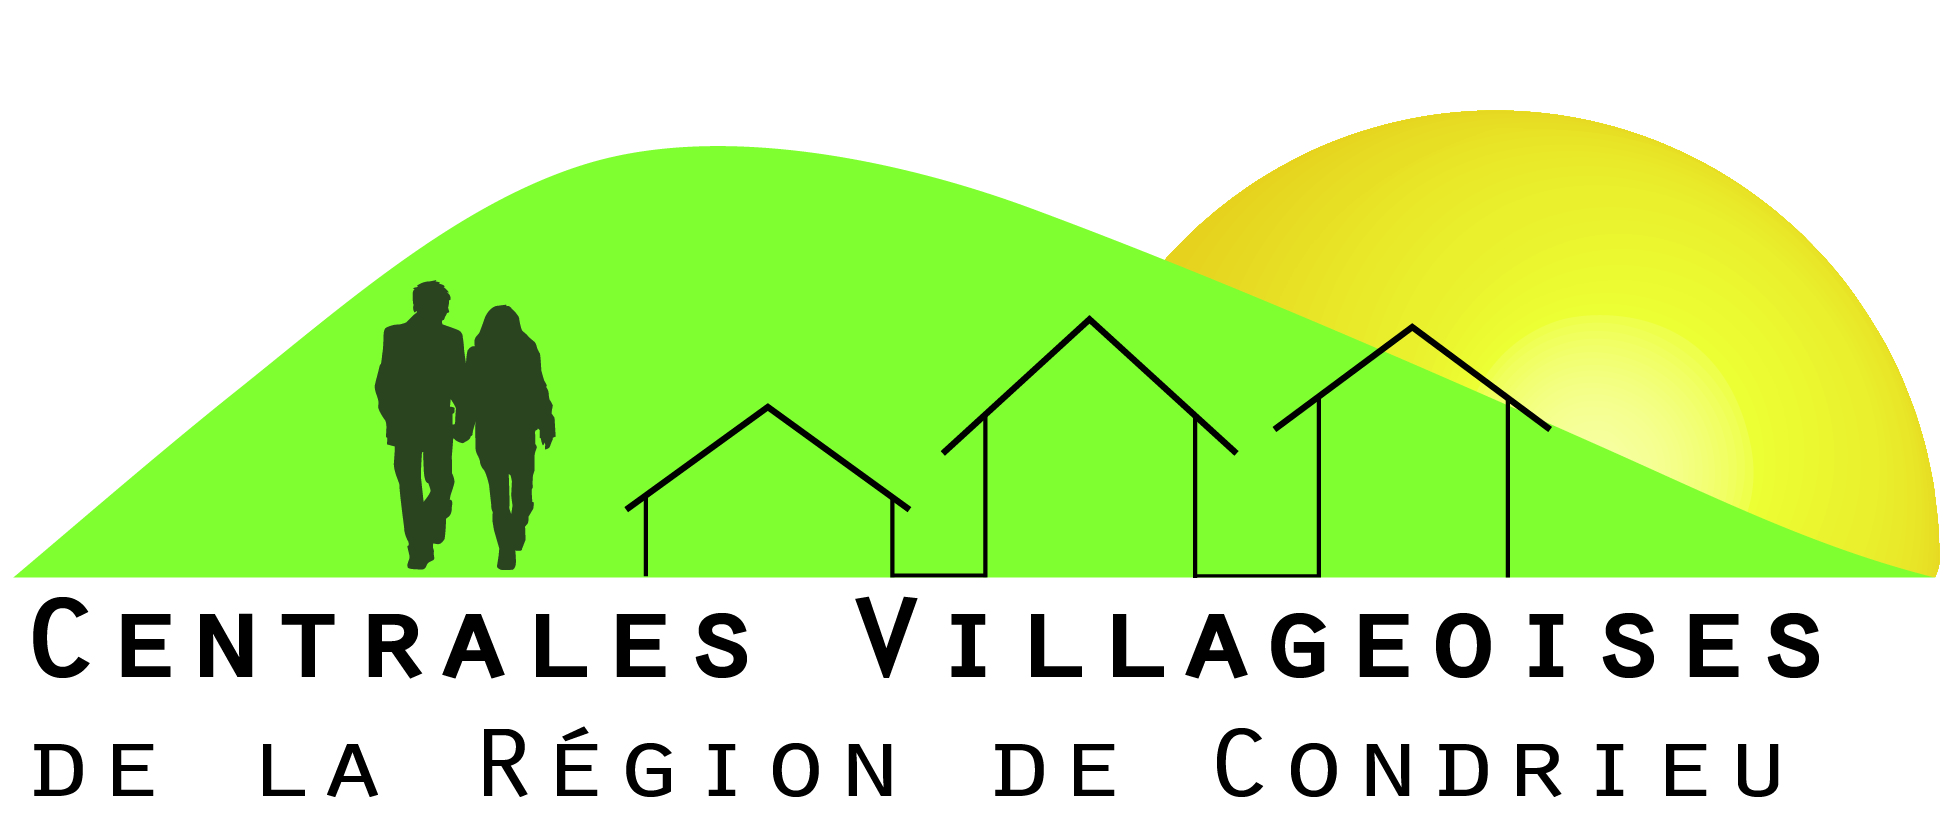 Centrales Villageoises
de la Région de Condrieu